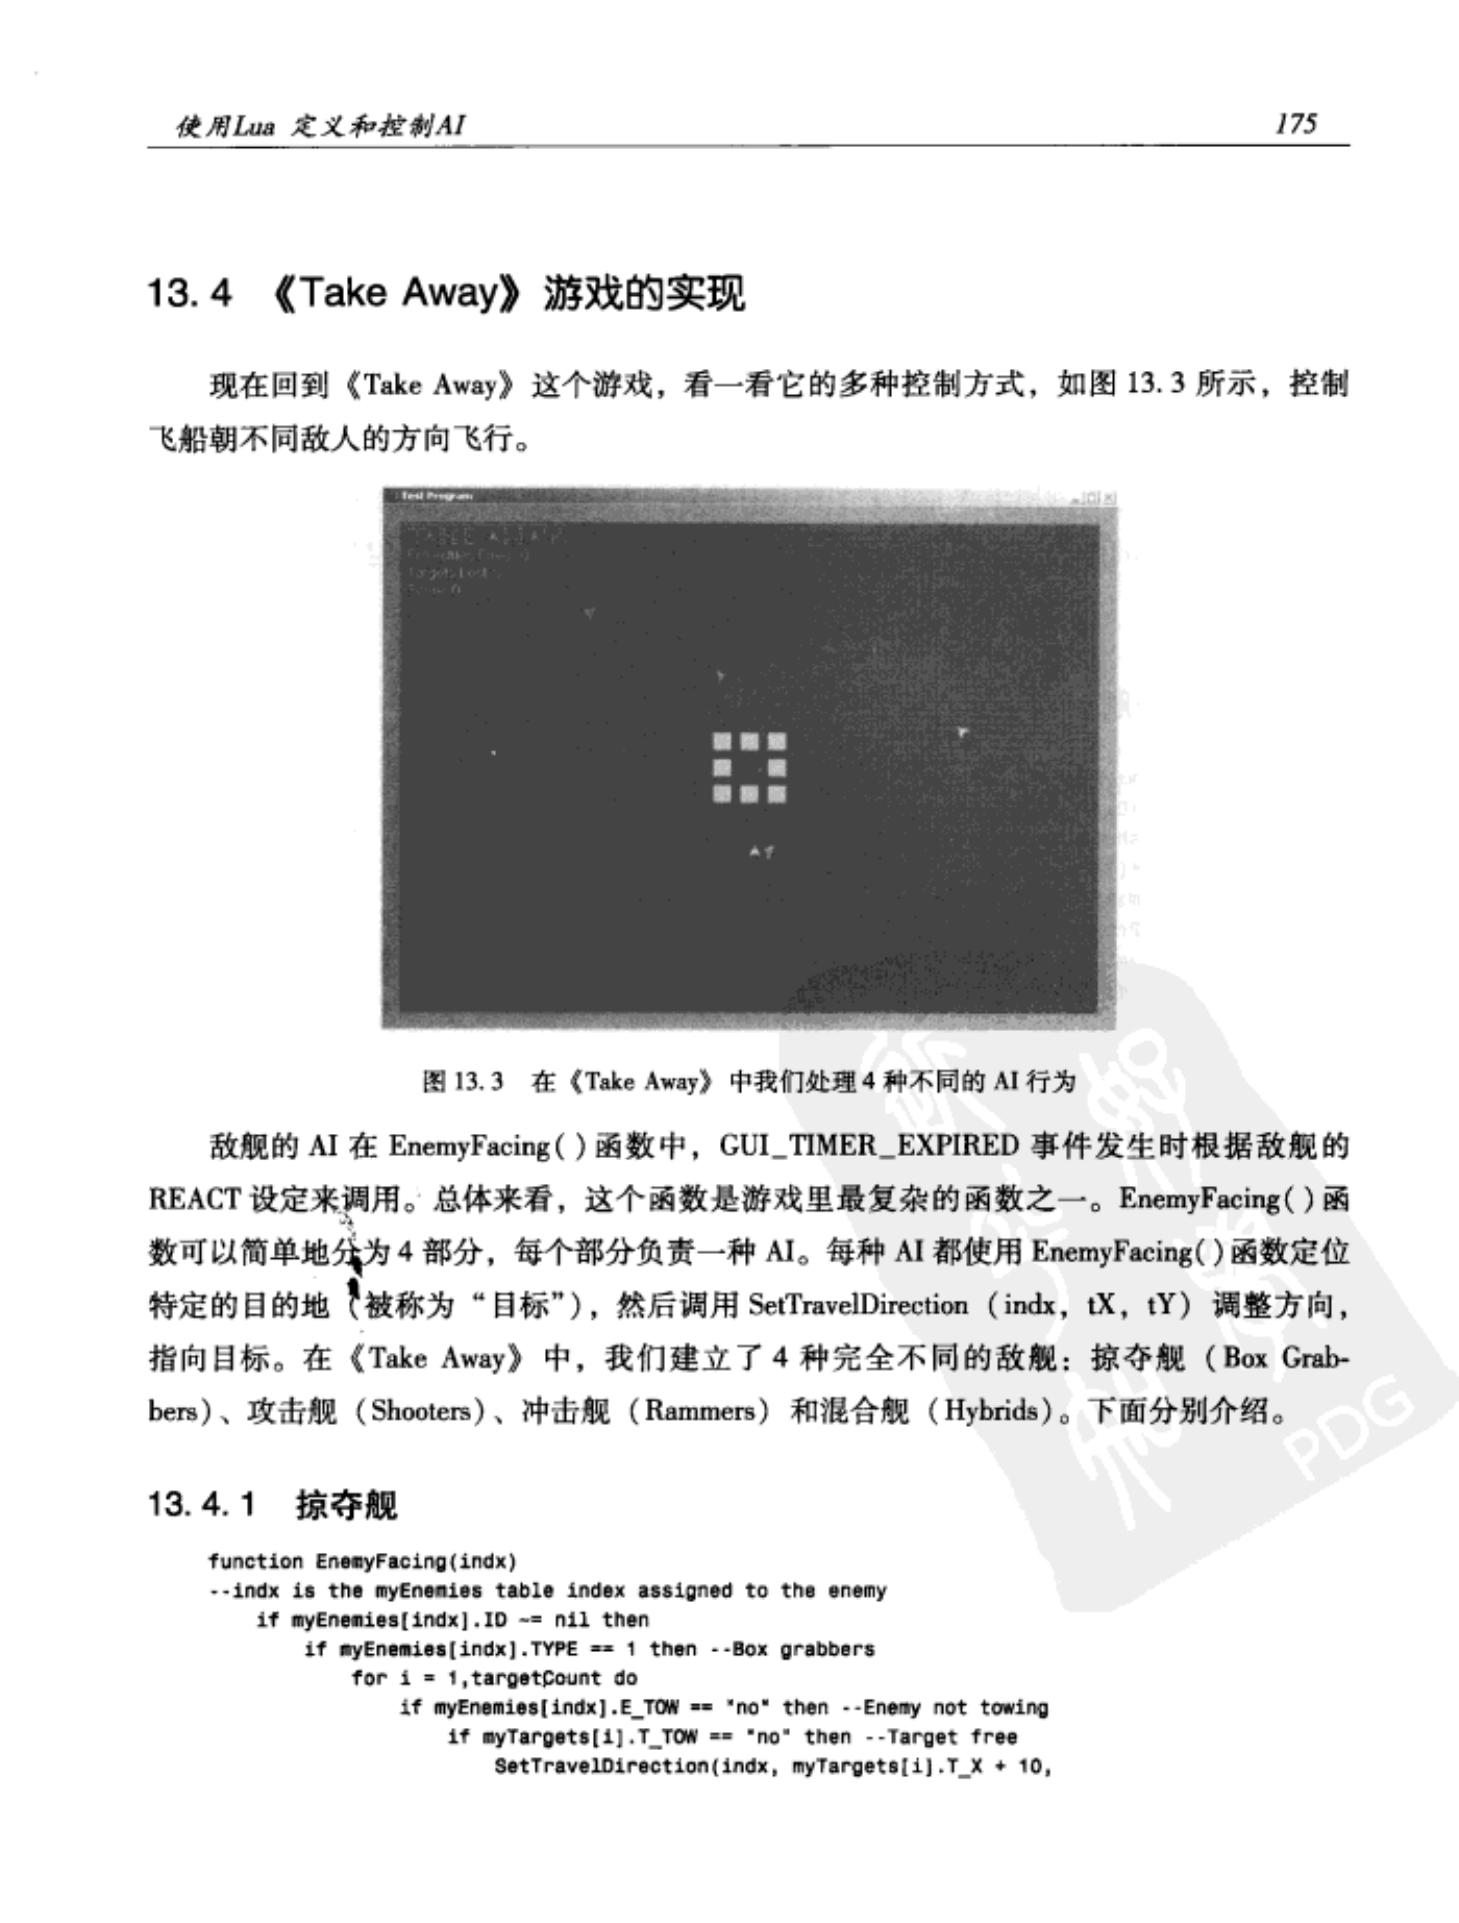 使用Lua 定义和控制AI 175
13.4 《Take Away》游戏的实现
现在回到《Take Away》这个游戏，看一看它的多种控制方式，如图 13.3 所示，控制
飞船朝不同敌人的方向飞行。
Test Program
图 13.3 在《Take Away》中我们处理 4 种不同的 AI 行为
敌舰的 AI 在 EnemyFacing( )函数中，GUI_TIMER_EXPIRED 事件发生时根据敌舰的
REACT 设定来调用。总体来看，这个函数是游戏里最复杂的函数之一。EnemyFacing( )函
数可以简单地分为 4 部分，每个部分负责一种 AI。每种 AI 都使用 EnemyFacing( )函数定位
特定的目的地（被称为“目标”），然后调用 SetTravelDirection（indx，tX，tY）调整方向，
指向目标。在《Take Away》中，我们建立了 4 种完全不同的敌舰：掠夺舰（Box Grab-
bers）、攻击舰（Shooters）、冲击舰（Rammers）和混合舰（Hybrids）。下面分别介绍。
PDG
13.4.1 掠夺舰
function EnemyFacing(indx)
--indx is the myEnemies table index assigned to the enemy
if myEnemies[indx].ID ~= nil then
if myEnemies[indx].TYPE == 1 then --Box grabbers
for i = 1,targetCount do
if myEnemies[indx].E_TOW == "no" then --Enemy not towing
if myTargets[i].T_TOW == "no" then --Target free
SetTravelDirection(indx, myTargets[i].T_X + 10,